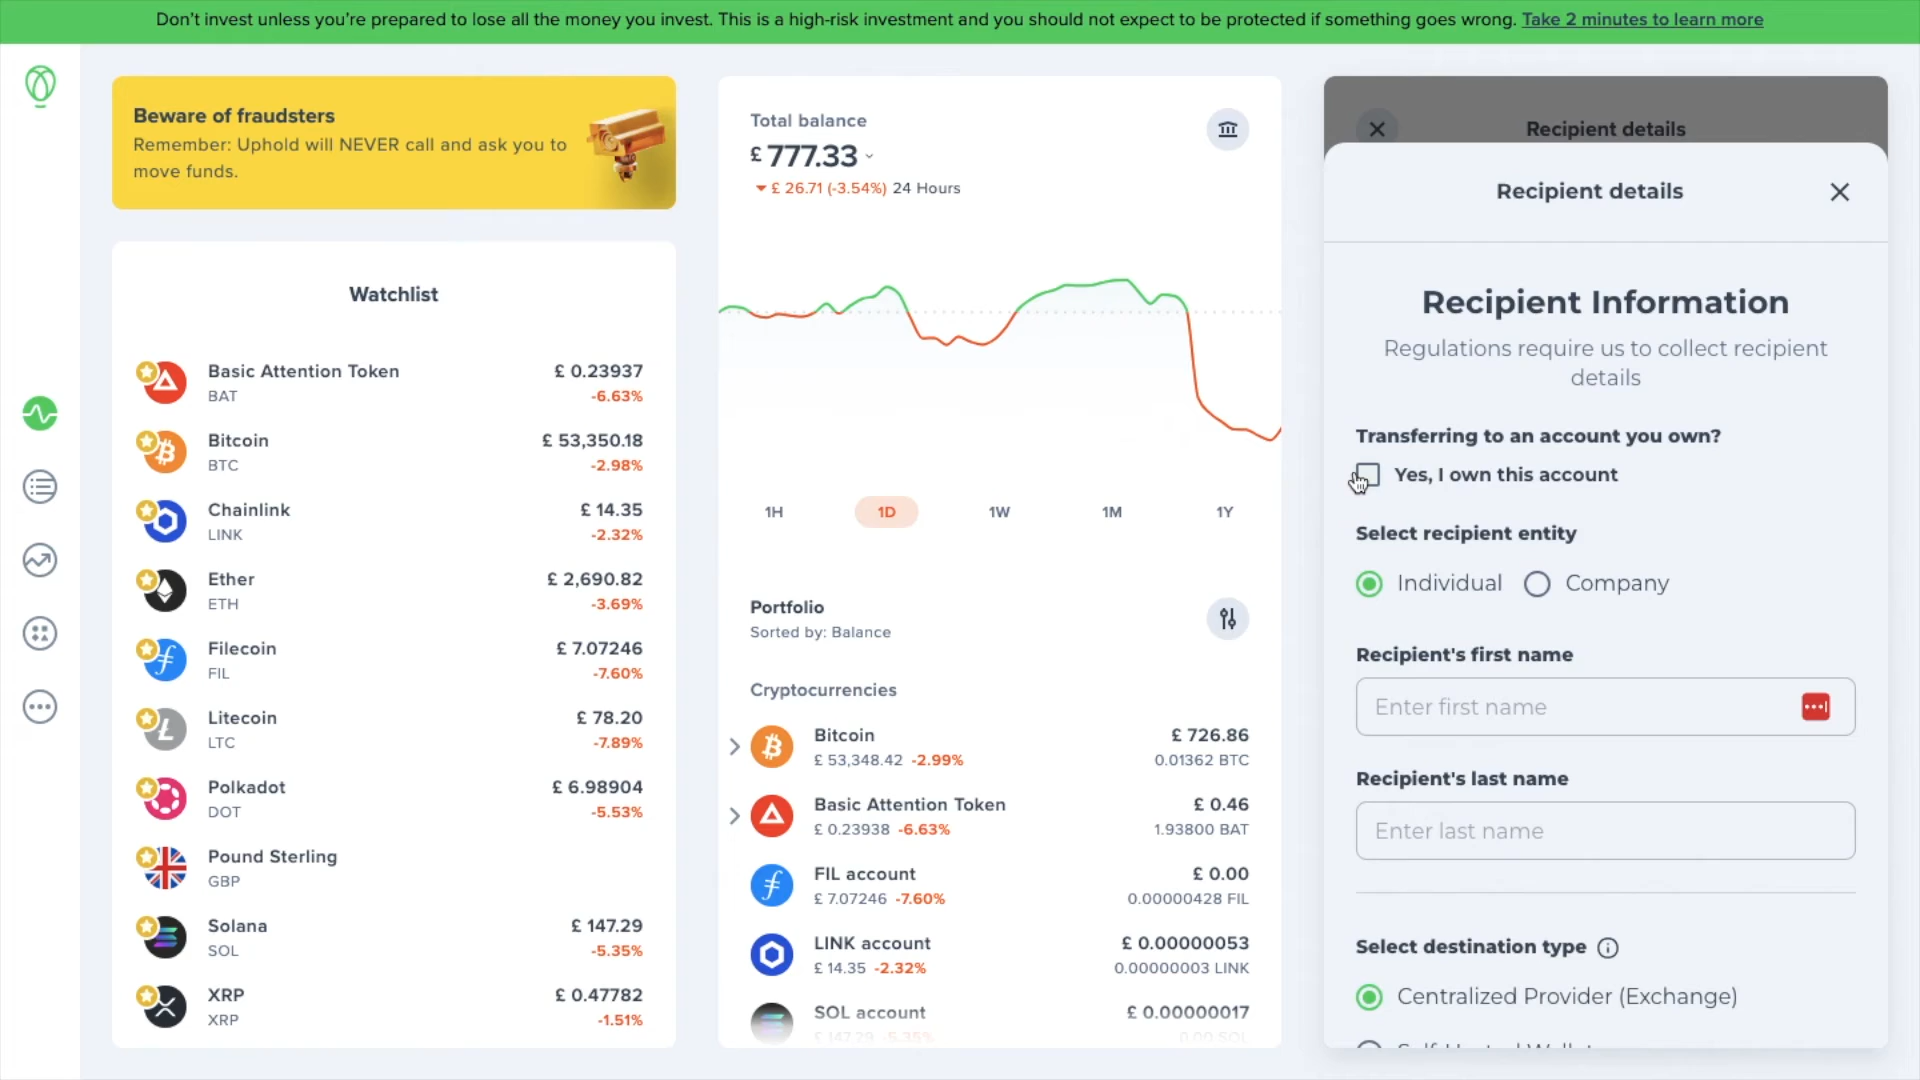 Don't invest unless you're prepared to lose all the money you invest. This is a high-risk investment and you should not expect to be protected if something goes wrong. Take 2 minutes to learn more
Beware of fraudsters
Remember: Uphold will NEVER call and ask you to
move funds.
Watchlist
Basic Attention Token £ 0.23937
BAT -6.63%
Bitcoin £ 53,350.18
BTC -2.98%
Chainlink £ 14.35
LINK -2.32%
Ether £ 2,690.82
ETH -3.69%
Filecoin £ 7.07246
FIL -7.60%
Litecoin £ 78.20
LTC -7.89%
Polkadot £ 6.98904
DOT -5.53%
Pound Sterling
GBP
Solana £ 147.29
SOL -5.35%
XRP £ 0.47782
XRP -1.51%
Total balance
£ 777.33
£ 26.71 (-3.54%) 24 Hours
1H 1D 1W 1M 1Y
Portfolio
Sorted by: Balance
Cryptocurrencies
Bitcoin £ 726.86
£ 53,348.42 -2.99% 0.01362 BTC
Basic Attention Token £ 0.46
£ 0.23938 -6.63% 1.93800 BAT
FIL account £ 0.00
£ 7.07246 -7.60% 0.00000428 FIL
LINK account £ 0.00000053
£ 14.35 -2.32% 0.00000003 LINK
SOL account £ 0.00000017
£ 147.29 -5.35% 0.00 SOL
Recipient details
Recipient details
Recipient Information
Regulations require us to collect recipient
details
Transferring to an account you own?
Yes, I own this account
Select recipient entity
Individual Company
Recipient's first name
Enter first name
Recipient's last name
Enter last name
Select destination type
Centralized Provider (Exchange)